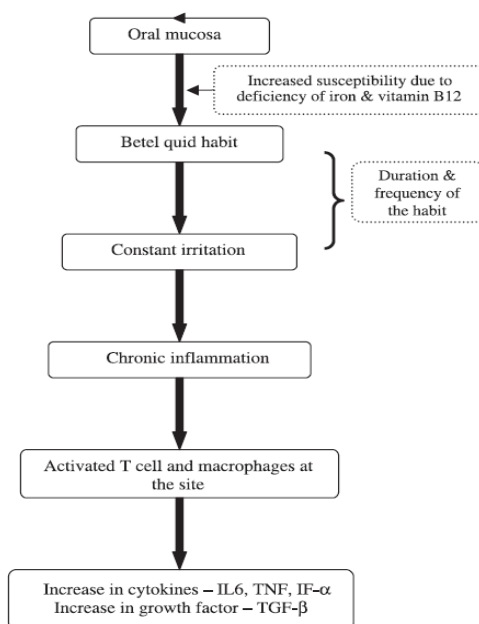 Oral mucosa
Increased susceptibility due to
deficiency of iron & vitamin B12
Betel quid habit
Duration &
frequency of
the habit
Constant irritation
Chronic inflammation
Activated T cell and macrophages at
the site
Increase in cytokines – IL6, TNF, IF-α
Increase in growth factor – TGF-β